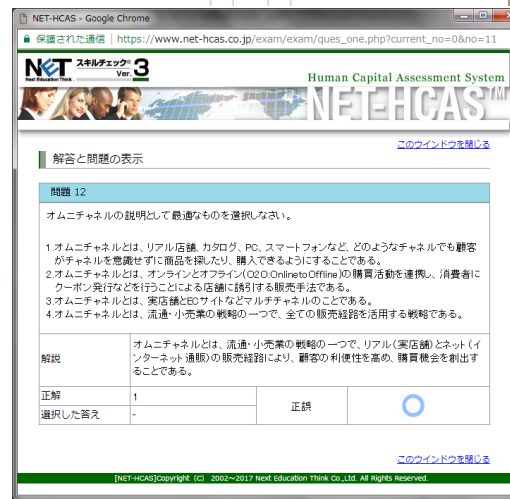 NET-HCAS - Google Chrome
保護された通信 https://www.net-hcas.co.jp/exam/exam/ques_one.php?current_no=0&no=11
NET スキルチェック® Ver. 3
Next Education Think.
Human Capital Assessment System
NET-HCAS™
このウインドウを閉じる
解答と問題の表示
問題 12
オムニチャネルの説明として最適なものを選択しなさい。
1.オムニチャネルとは、リアル店舗、カタログ、PC、スマートフォンなど、どのようなチャネルでも顧客
がチャネルを意識せずに商品を探したり、購入できるようにすることである。
2.オムニチャネルとは、オンラインとオフライン(O2O:OnlinetoOffline)の購買活動を連携し、消費者に
クーポン発行などを行うことによる店舗に誘引する販売手法である。
3.オムニチャネルとは、実店舗とECサイトなどマルチチャネルのことである。
4.オムニチャネルとは、流通・小売業の戦略の一つで、全ての販売経路を活用する戦略である。
解説
オムニチャネルとは、流通・小売業の戦略の一つで、リアル(実店舗)とネット(イ
ンターネット通販)の販売経路により、顧客の利便性を高め、購買機会を創出す
ることである。
正解 1
正誤
選択した答え -
このウインドウを閉じる
[NET-HCAS]Copyright (C) 2002～2017 Next Education Think Co.,Ltd. All Rights Reserved.